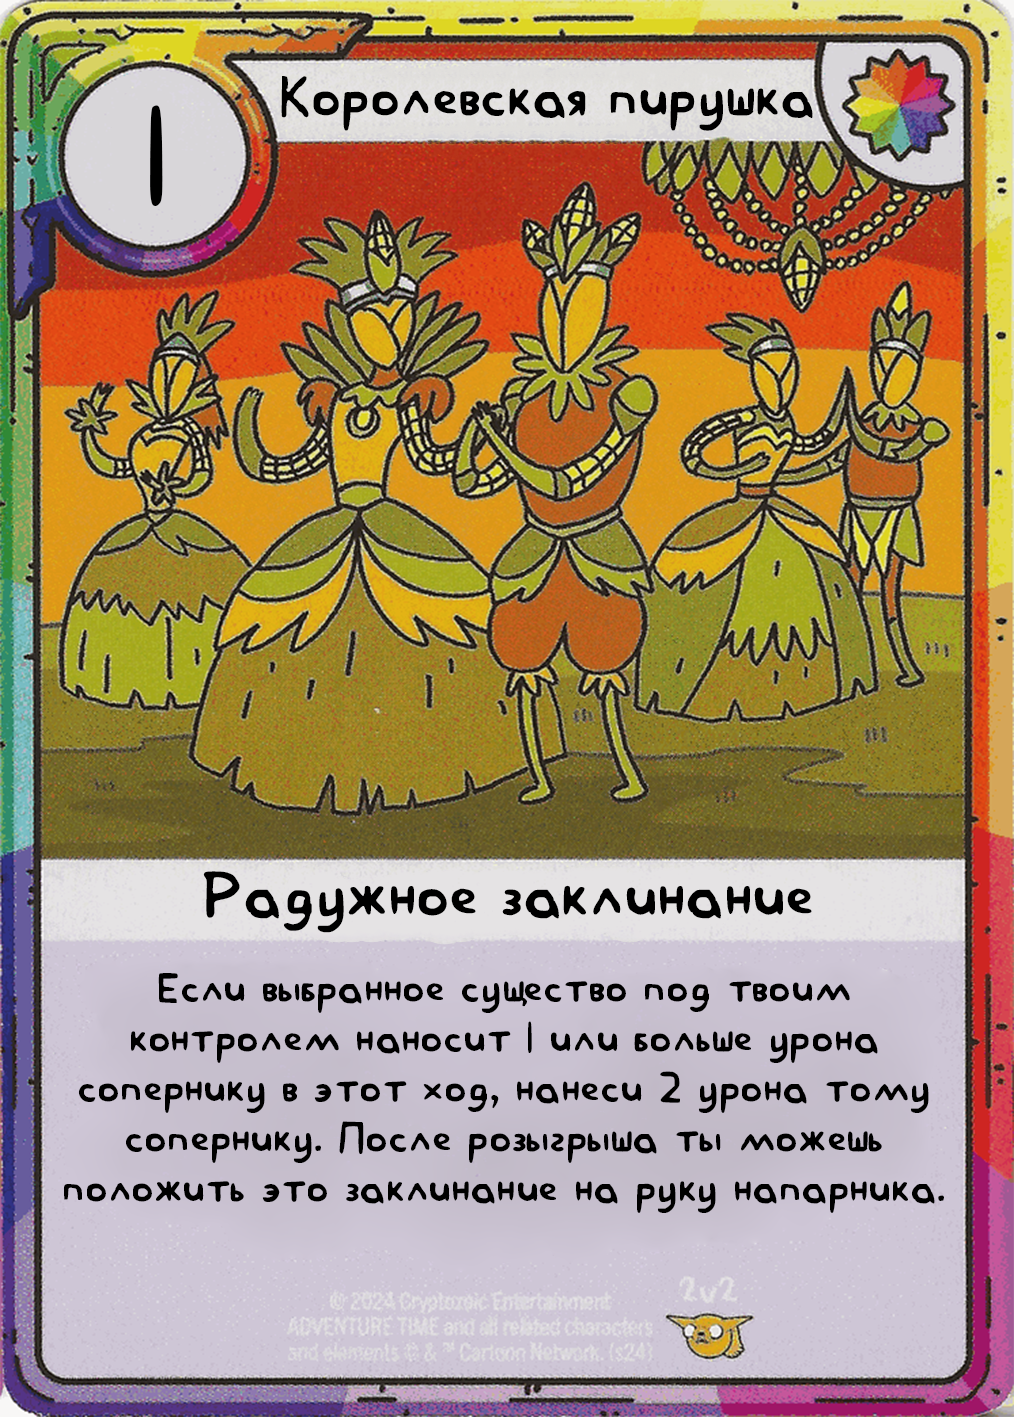 1
Королевская пирушка
Радужное заклинание
Если выбранное существо под твоим
контролем наносит 1 или больше урона
сопернику в этот ход, нанеси 2 урона тому
сопернику. После розыгрыша ты можешь
положить это заклинание на руку напарника.
2v2
© 2024 Cryptozoic Entertainment
ADVENTURE TIME and all related characters
and elements © & ™ Cartoon Network. (s24)